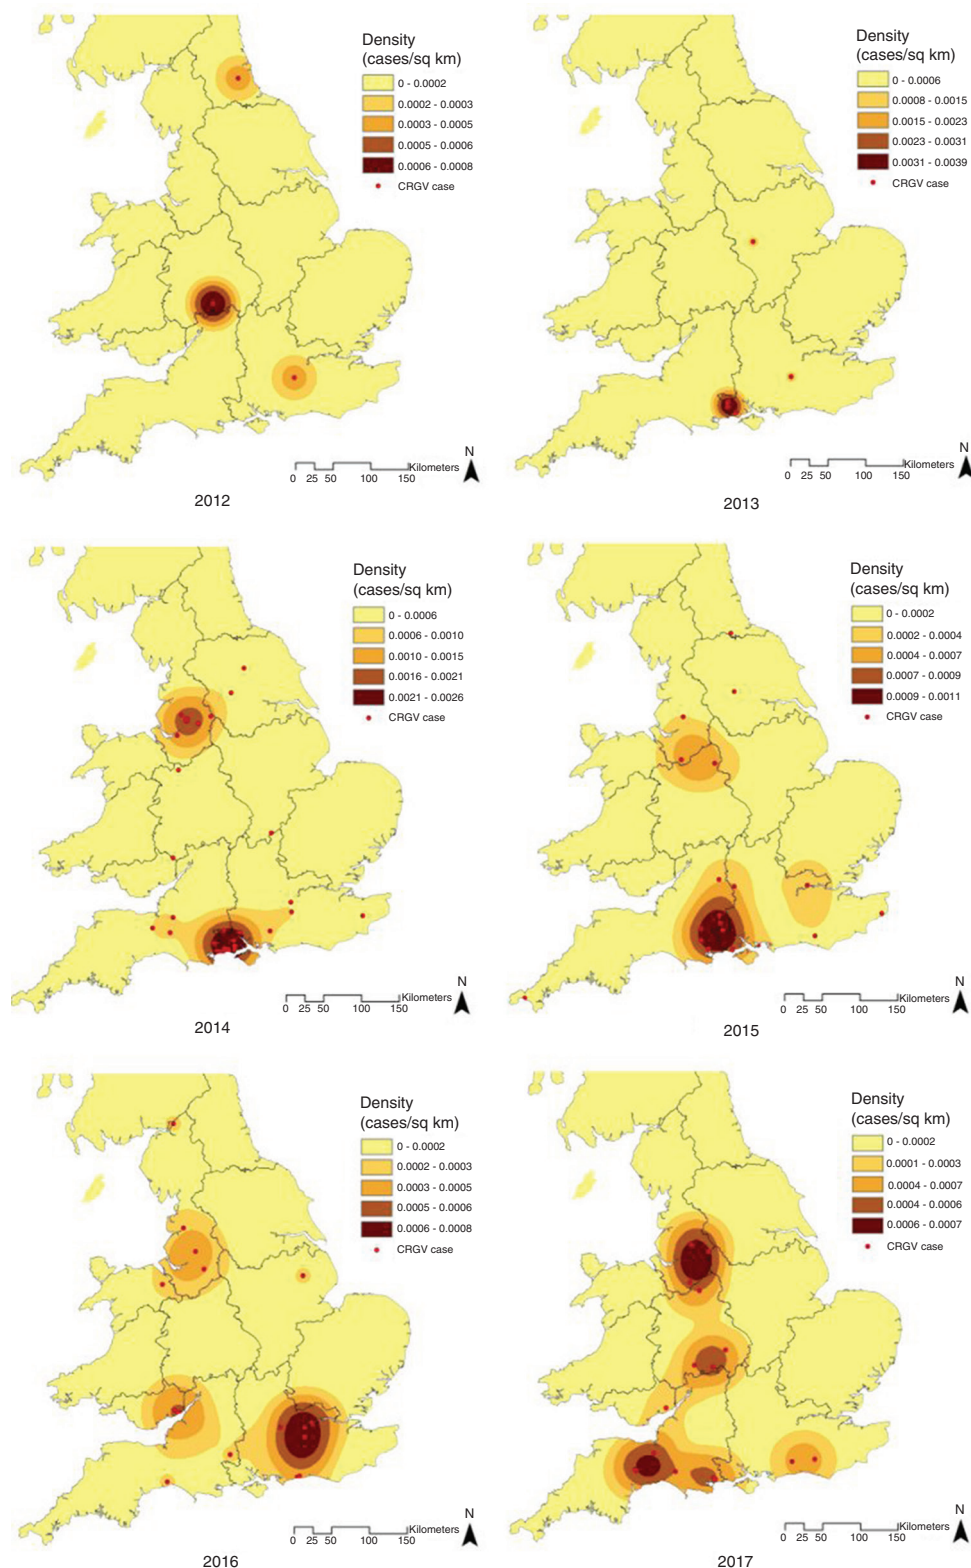 Density
(cases/sq km)
0 - 0.0002
0.0002 - 0.0003
0.0003 - 0.0005
0.0005 - 0.0006
0.0006 - 0.0008
CRGV case
N
Kilometers
0 25 50 100 150
2012
Density
(cases/sq km)
0 - 0.0006
0.0008 - 0.0015
0.0015 - 0.0023
0.0023 - 0.0031
0.0031 - 0.0039
CRGV case
N
Kilometers
0 25 50 100 150
2013
Density
(cases/sq km)
0 - 0.0006
0.0006 - 0.0010
0.0010 - 0.0015
0.0016 - 0.0021
0.0021 - 0.0026
CRGV case
N
Kilometers
0 25 50 100 150
2014
Density
(cases/sq km)
0 - 0.0002
0.0002 - 0.0004
0.0004 - 0.0007
0.0007 - 0.0009
0.0009 - 0.0011
CRGV case
N
Kilometers
0 25 50 100 150
2015
Density
(cases/sq km)
0 - 0.0002
0.0002 - 0.0003
0.0003 - 0.0005
0.0005 - 0.0006
0.0006 - 0.0008
CRGV case
N
Kilometers
0 25 50 100 150
2016
Density
(cases/sq km)
0 - 0.0002
0.0001 - 0.0003
0.0004 - 0.0007
0.0004 - 0.0006
0.0006 - 0.0007
CRGV case
N
Kilometers
0 25 50 100 150
2017